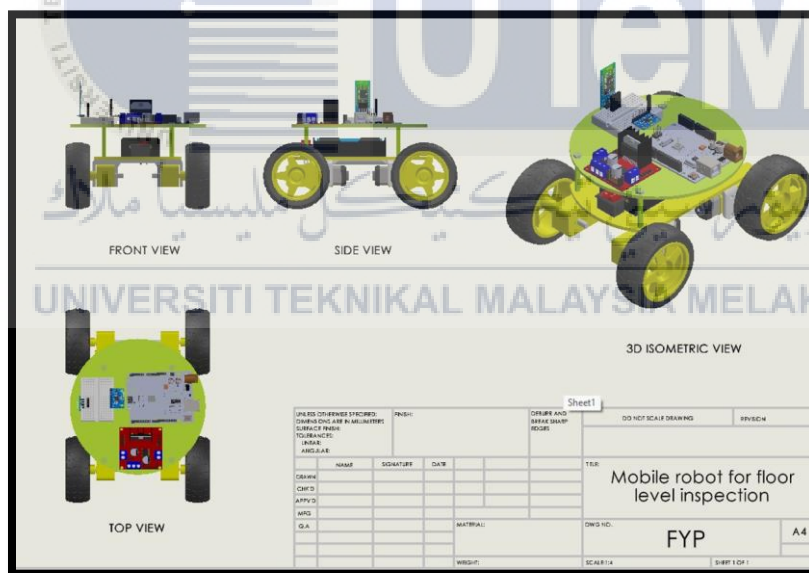 UTeM
FRONT VIEW
SIDE VIEW
UNIVERSITI TEKNIKAL MALAYSIA MELAK
3D ISOMETRIC VIEW
Sheet1
UNLESS OTHERWISE SPECIFIED:
DIMENSIONS ARE IN MILLIMETERS
SURFACE FINISH:
TOLERANCES:
LINEAR:
ANGULAR:
FINISH:
DEBURR AND
BREAK SHARP
EDGES
DO NOT SCALE DRAWING
REVISION
NAME
SIGNATURE
DATE
TITLE:
DRAWN
CHK'D
APPV'D
MFG
Q.A
Mobile robot for floor
level inspection
TOP VIEW
MATERIAL:
DWG NO.
FYP
A4
WEIGHT:
SCALE:1:4
SHEET 1 OF 1